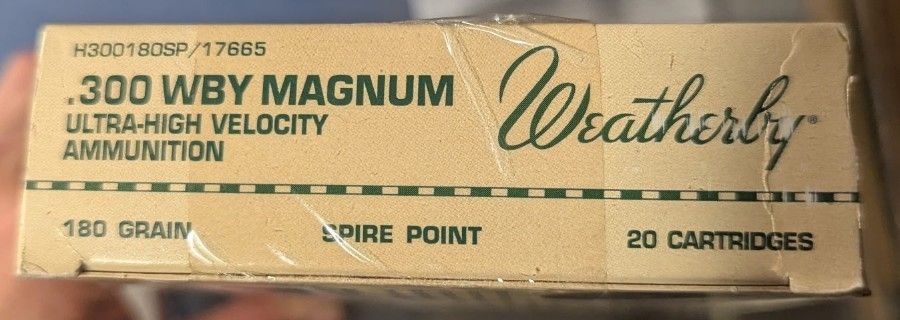 H300180SP/17665
.300 WBY MAGNUM
ULTRA-HIGH VELOCITY
AMMUNITION
Weatherby®
180 GRAIN SPIRE POINT 20 CARTRIDGES